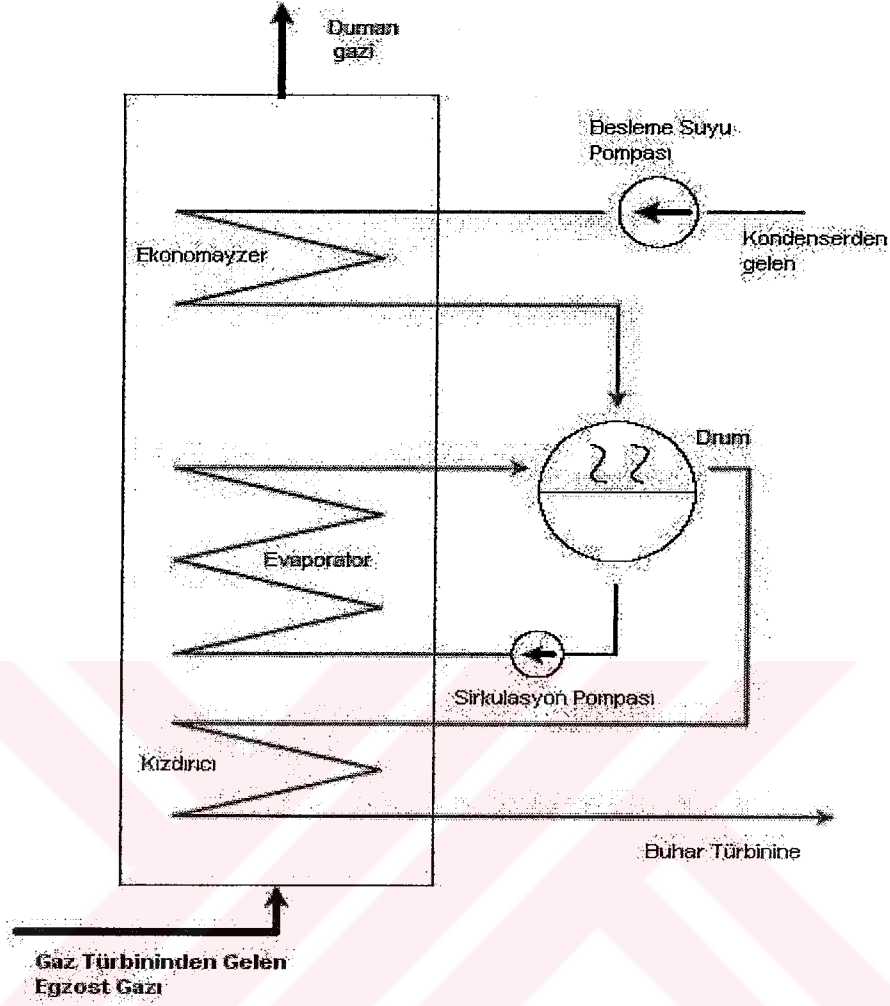 Duman
gazi
Besleme Suyu
Pompası
Kondenserden
gelen
Ekonomayzer
Drum
Evaporator
Sirkulasyon Pompası
Kızdırıcı
Buhar Türbinine
Gaz Türbininden Gelen
Egzost Gazı